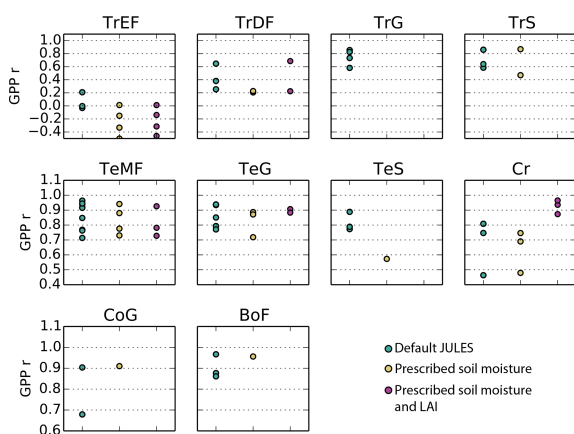 TrEF TrDF TrG TrS
GPP r
1.0
0.8
0.6
0.4
0.2
0.0
−0.2
−0.4
TeMF TeG TeS Cr
GPP r
1.1
1.0
0.9
0.8
0.7
0.6
0.5
0.4
CoG BoF
GPP r
1.1
1.0
0.9
0.8
0.7
0.6
Default JULES
Prescribed soil moisture
Prescribed soil moisture
and LAI